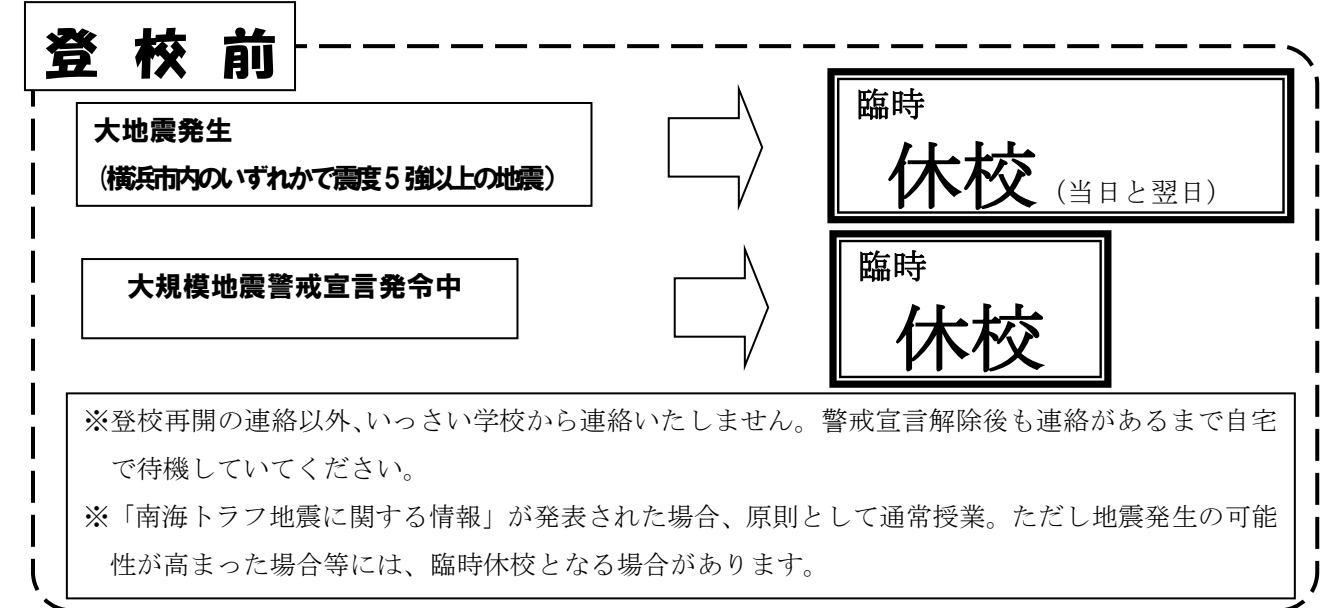 登 校 前
大地震発生
(横浜市内のいずれかで震度5強以上の地震)
臨時
休校 (当日と翌日)
大規模地震警戒宣言発令中
臨時
休校
※登校再開の連絡以外、いっさい学校から連絡いたしません。警戒宣言解除後も連絡があるまで自宅
で待機していてください。
※「南海トラフ地震に関する情報」が発表された場合、原則として通常授業。ただし地震発生の可能
性が高まった場合等には、臨時休校となる場合があります。